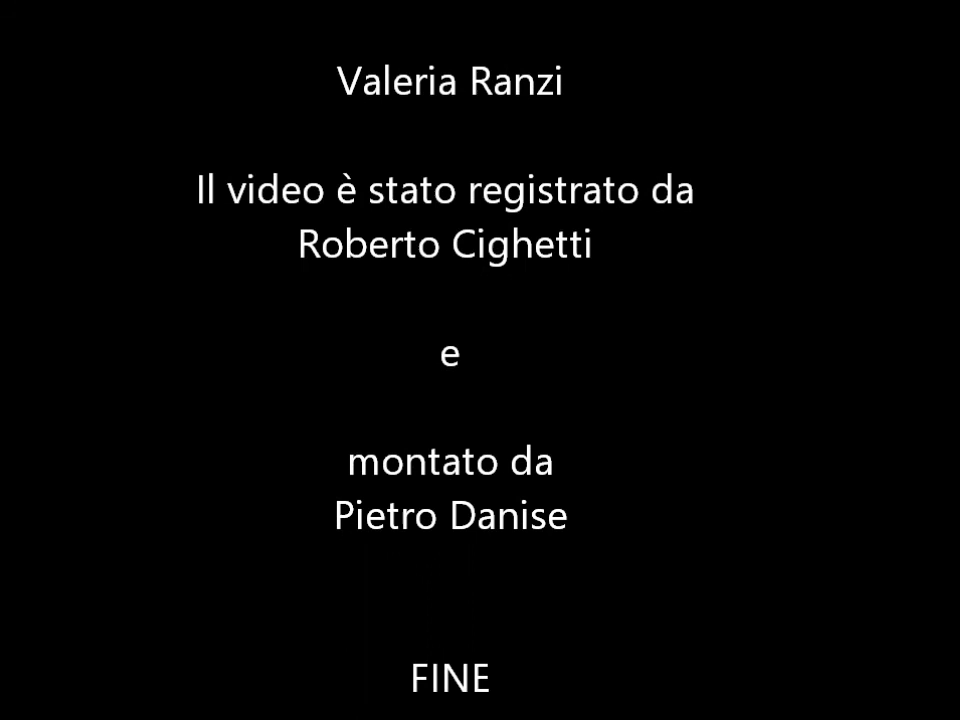 Valeria Ranzi
Il video è stato registrato da
Roberto Cighetti
e
montato da
Pietro Danise
FINE